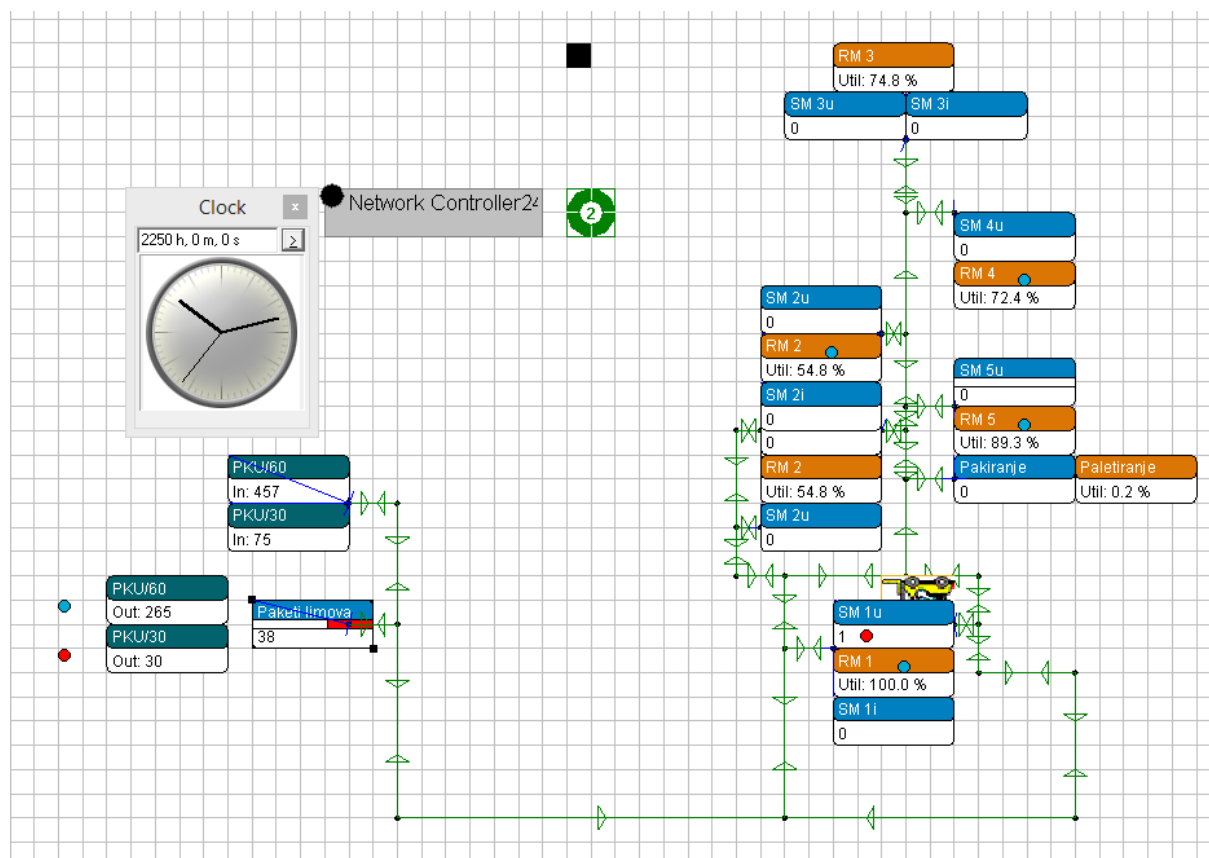 RM 3
Util: 74.8 %
SM 3u
SM 3i
0
0
Clock
x
2250 h, 0 m, 0 s
>
Network Controller24
2
SM 4u
0
RM 4
Util: 72.4 %
SM 2u
0
RM 2
Util: 54.8 %
SM 2i
0
0
RM 2
Util: 54.8 %
SM 2u
0
SM 5u
0
RM 5
Util: 89.3 %
Pakiranje
0
Paletiranje
Util: 0.2 %
PKU/60
In: 457
PKU/30
In: 75
PKU/60
Out: 265
PKU/30
Out: 30
Paketi limova
38
SM 1u
1
RM 1
Util: 100.0 %
SM 1i
0